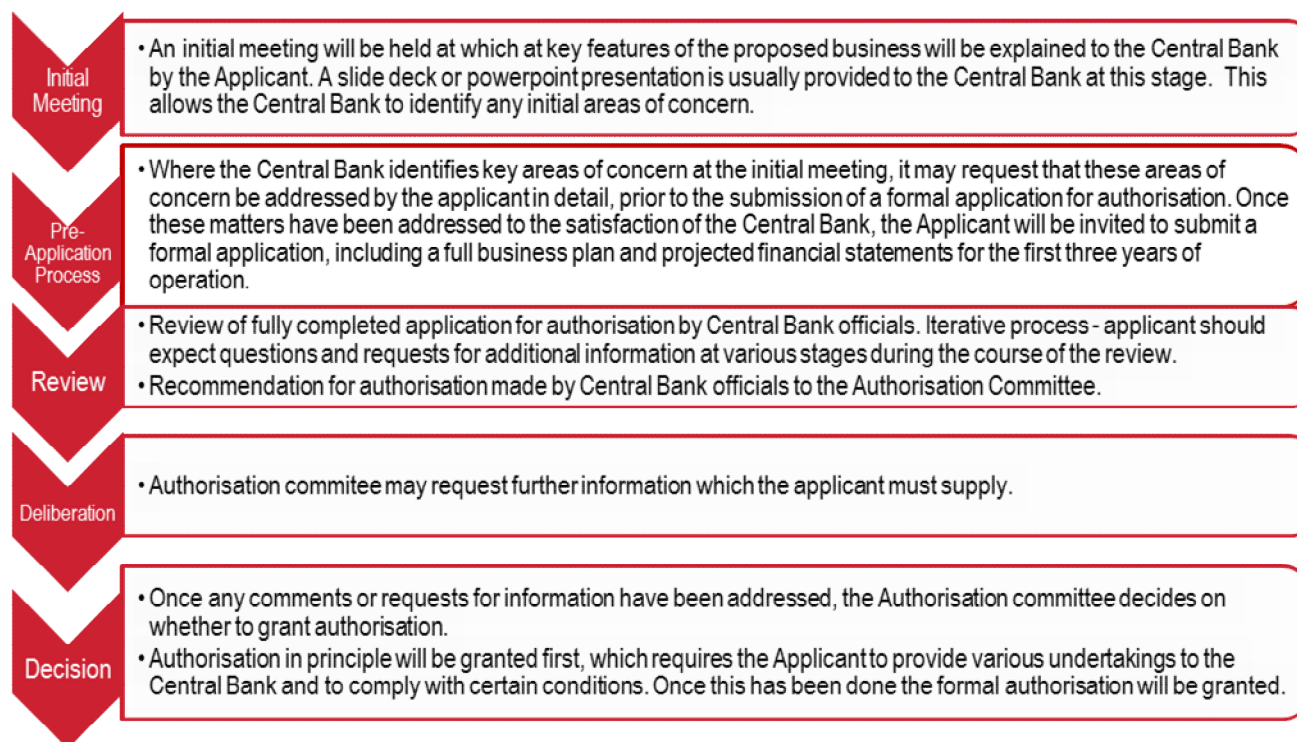 Initial
Meeting
• An initial meeting will be held at which at key features of the proposed business will be explained to the Central Bank
by the Applicant. A slide deck or powerpoint presentation is usually provided to the Central Bank at this stage. This
allows the Central Bank to identify any initial areas of concern.
Pre-
Application
Process
• Where the Central Bank identifies key areas of concern at the initial meeting, it may request that these areas of
concern be addressed by the applicant in detail, prior to the submission of a formal application for authorisation. Once
these matters have been addressed to the satisfaction of the Central Bank, the Applicant will be invited to submit a
formal application, including a full business plan and projected financial statements for the first three years of
operation.
Review
• Review of fully completed application for authorisation by Central Bank officials. Iterative process - applicant should
expect questions and requests for additional information at various stages during the course of the review.
• Recommendation for authorisation made by Central Bank officials to the Authorisation Committee.
Deliberation
• Authorisation commitee may request further information which the applicant must supply.
Decision
• Once any comments or requests for information have been addressed, the Authorisation committee decides on
whether to grant authorisation.
• Authorisation in principle will be granted first, which requires the Applicant to provide various undertakings to the
Central Bank and to comply with certain conditions. Once this has been done the formal authorisation will be granted.